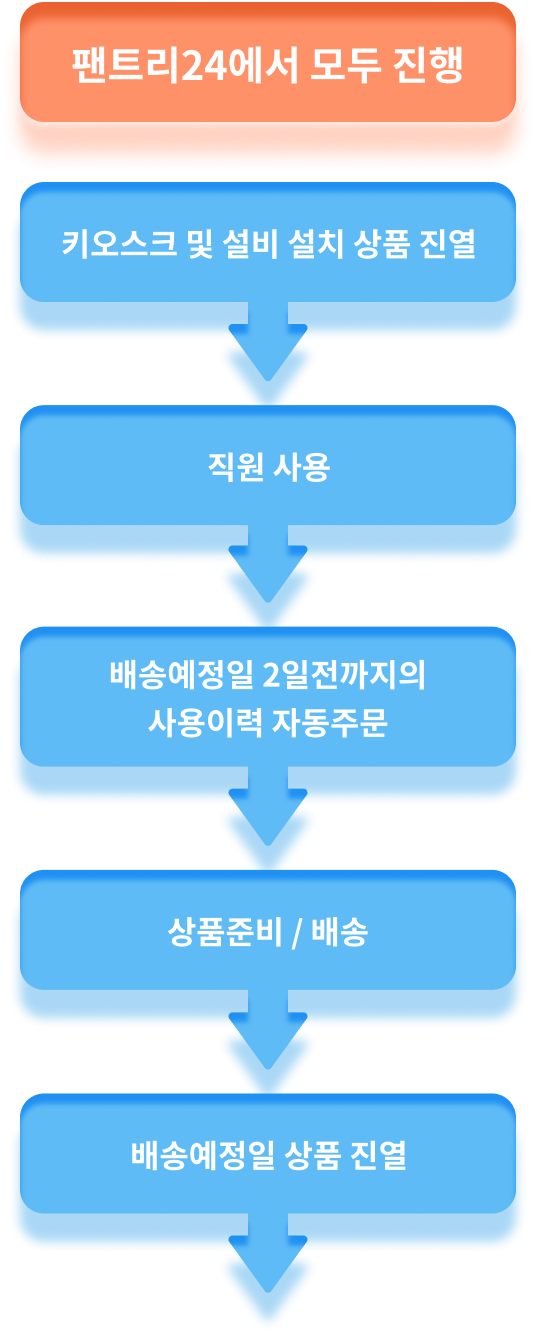 팬트리24에서 모두 진행
키오스크 및 설비 설치 상품 진열
직원 사용
배송예정일 2일전까지의
사용이력 자동주문
상품준비 / 배송
배송예정일 상품 진열